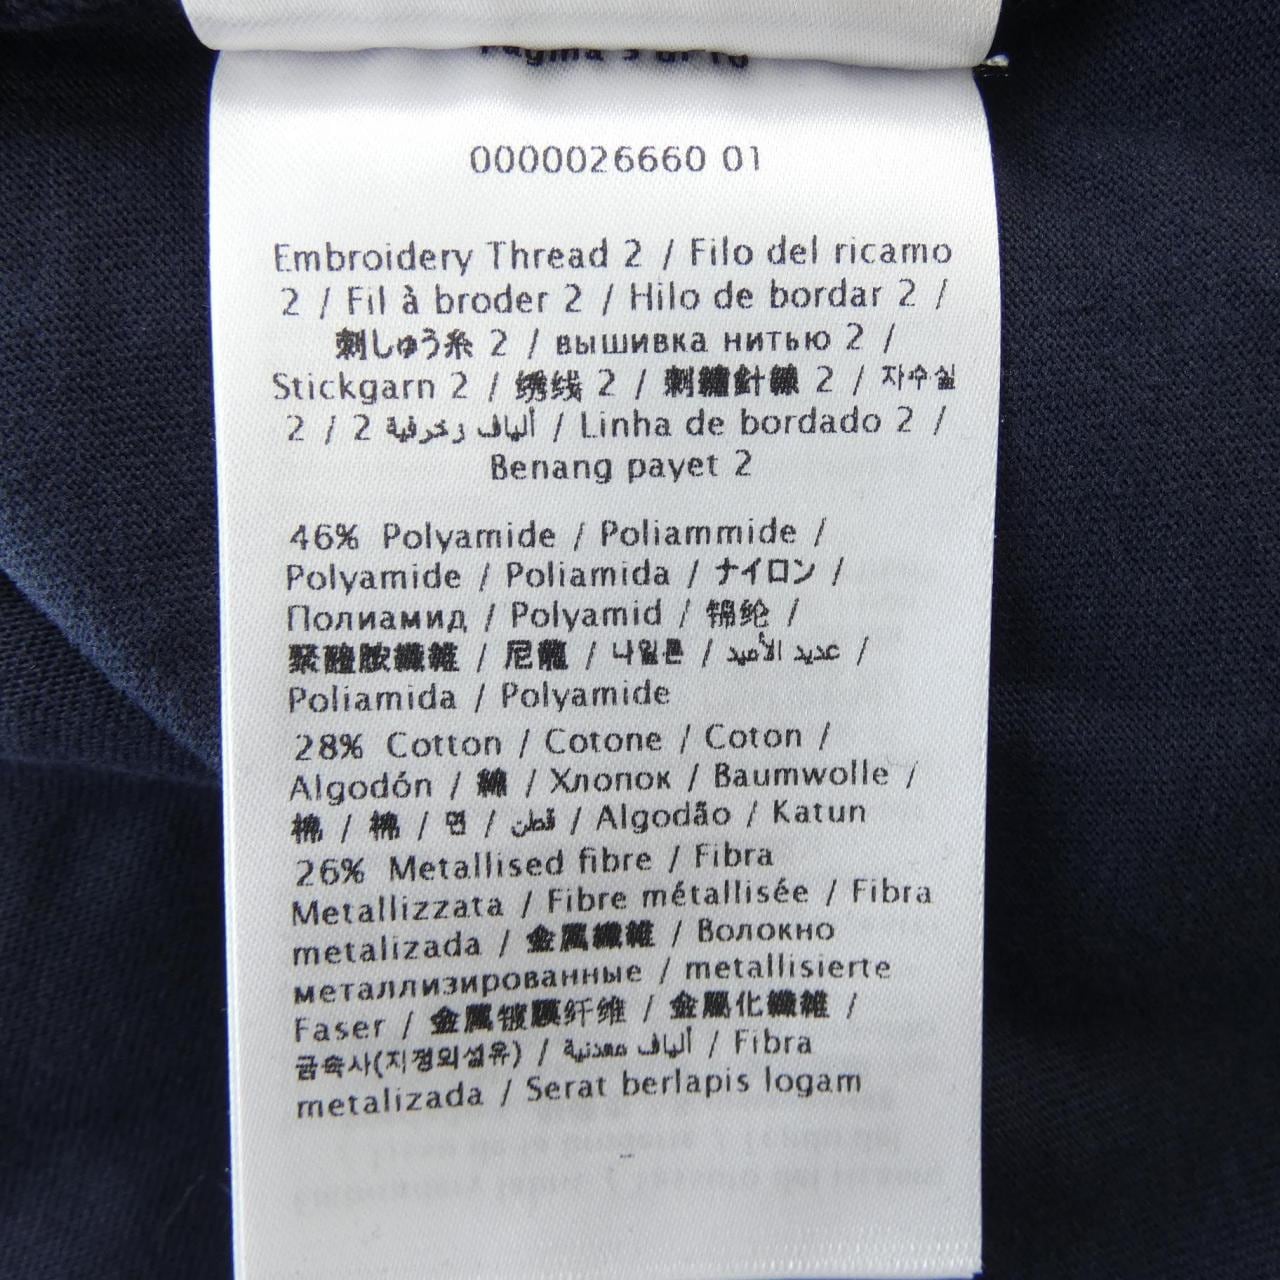 Pagina 5 di 10
0000026660 01
Embroidery Thread 2 / Filo del ricamo
2 / Fil à broder 2 / Hilo de bordar 2 /
刺しゅう糸 2 / вышивка нитью 2 /
Stickgarn 2 / 绣线 2 / 刺繡針線 2 / 자수실
2 / 2 ألياف زخرفية / Linha de bordado 2 /
Benang payet 2
46% Polyamide / Poliammide /
Polyamide / Poliamida / ナイロン /
Полиамид / Polyamid / 锦纶 /
聚醯胺纖維 / 尼龍 / 나일론 / عديد الأميد /
Poliamida / Polyamide
28% Cotton / Cotone / Coton /
Algodón / 綿 / Хлопок / Baumwolle /
棉 / 棉 / 면 / قطن / Algodão / Katun
26% Metallised fibre / Fibra
Metallizzata / Fibre métallisée / Fibra
metalizada / 金属繊維 / Волокно
металлизированные / metallisierte
Faser / 金属镀膜纤维 / 金屬化纖維 /
금속사(지정외섬유) / ألياف معدنية / Fibra
metalizada / Serat berlapis logam